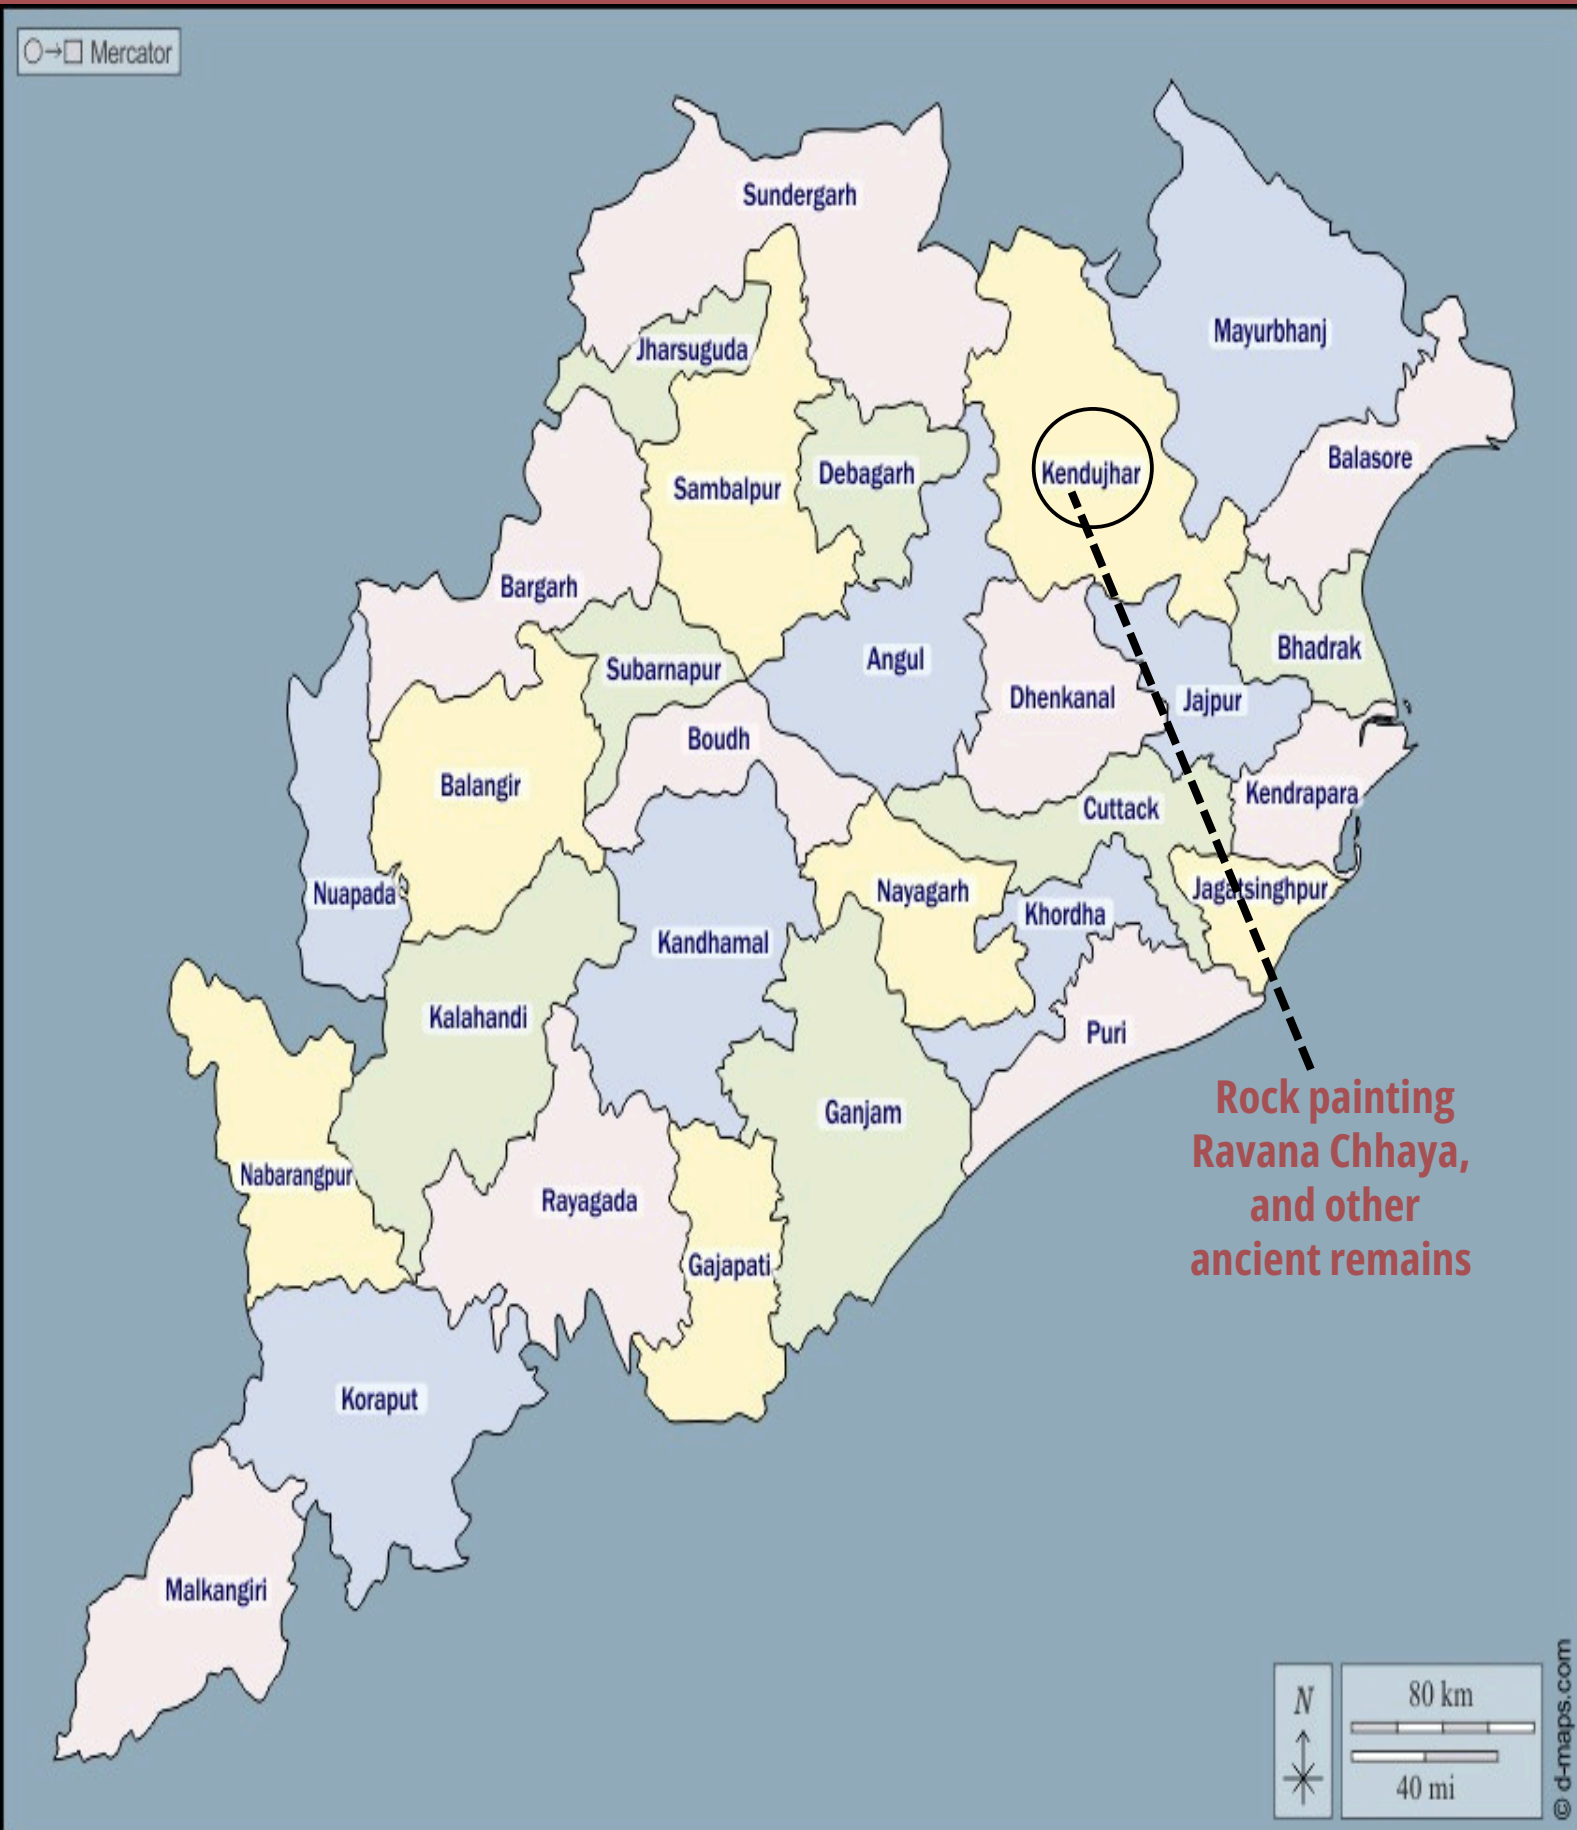 Mercator
Sundergarh
Mayurbhanj
Jharsuguda
Balasore
Kendujhar
Debagarh
Sambalpur
Bargarh
Bhadrak
Angul
Subarnapur
Dhenkanal
Jajpur
Boudh
Balangir
Kendrapara
Cuttack
Jagatsinghpur
Nayagarh
Nuapada
Khordha
Kandhamal
Kalahandi
Puri
Rock painting
Ravana Chhaya,
and other
ancient remains
Ganjam
Nabarangpur
Rayagada
Gajapati
Koraput
Malkangiri
N
80 km
40 mi
© d-maps.com